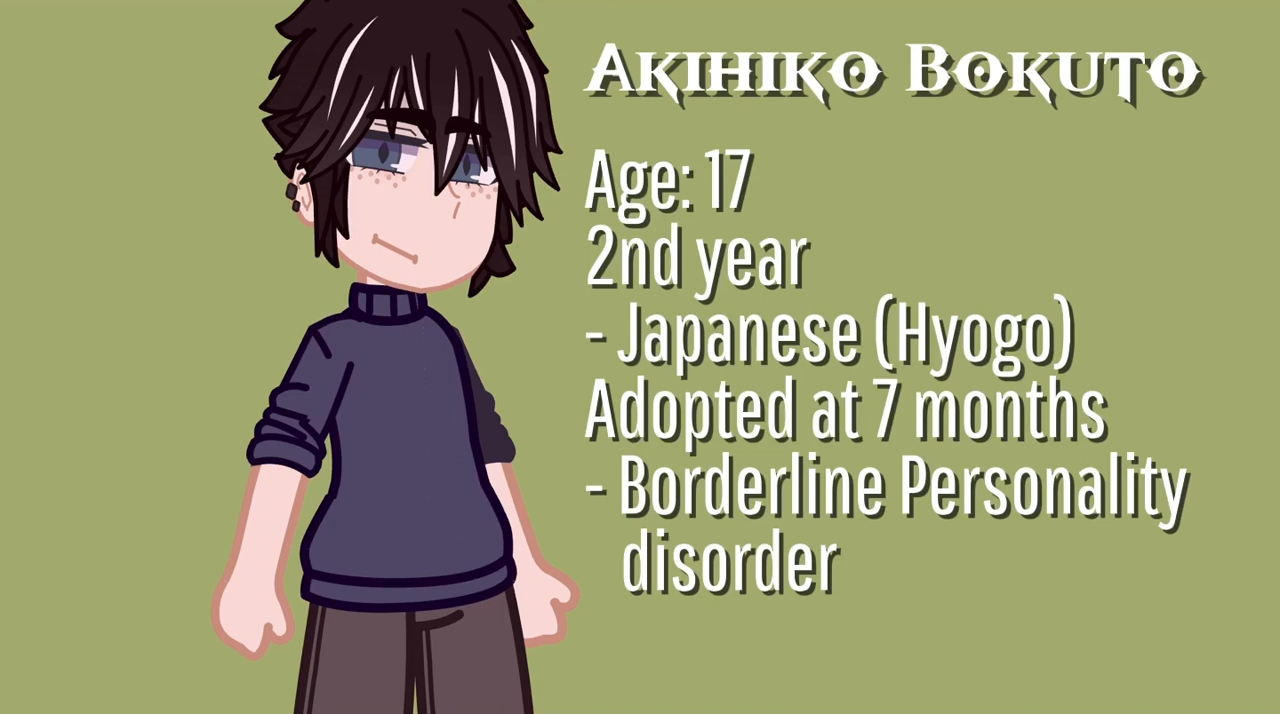 Akihiko Bokuto
Age: 17
2nd year
- Japanese (Hyogo)
Adopted at 7 months
- Borderline Personality
disorder